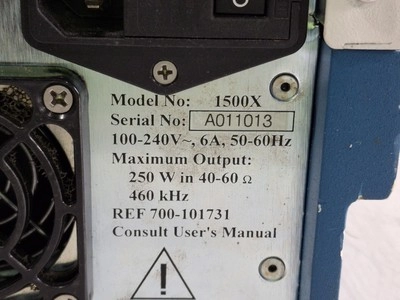 Model No: 1500X
Serial No: A011013
100-240V~, 6A, 50-60Hz
Maximum Output:
250 W in 40-60 Ω
460 kHz
REF 700-101731
Consult User's Manual